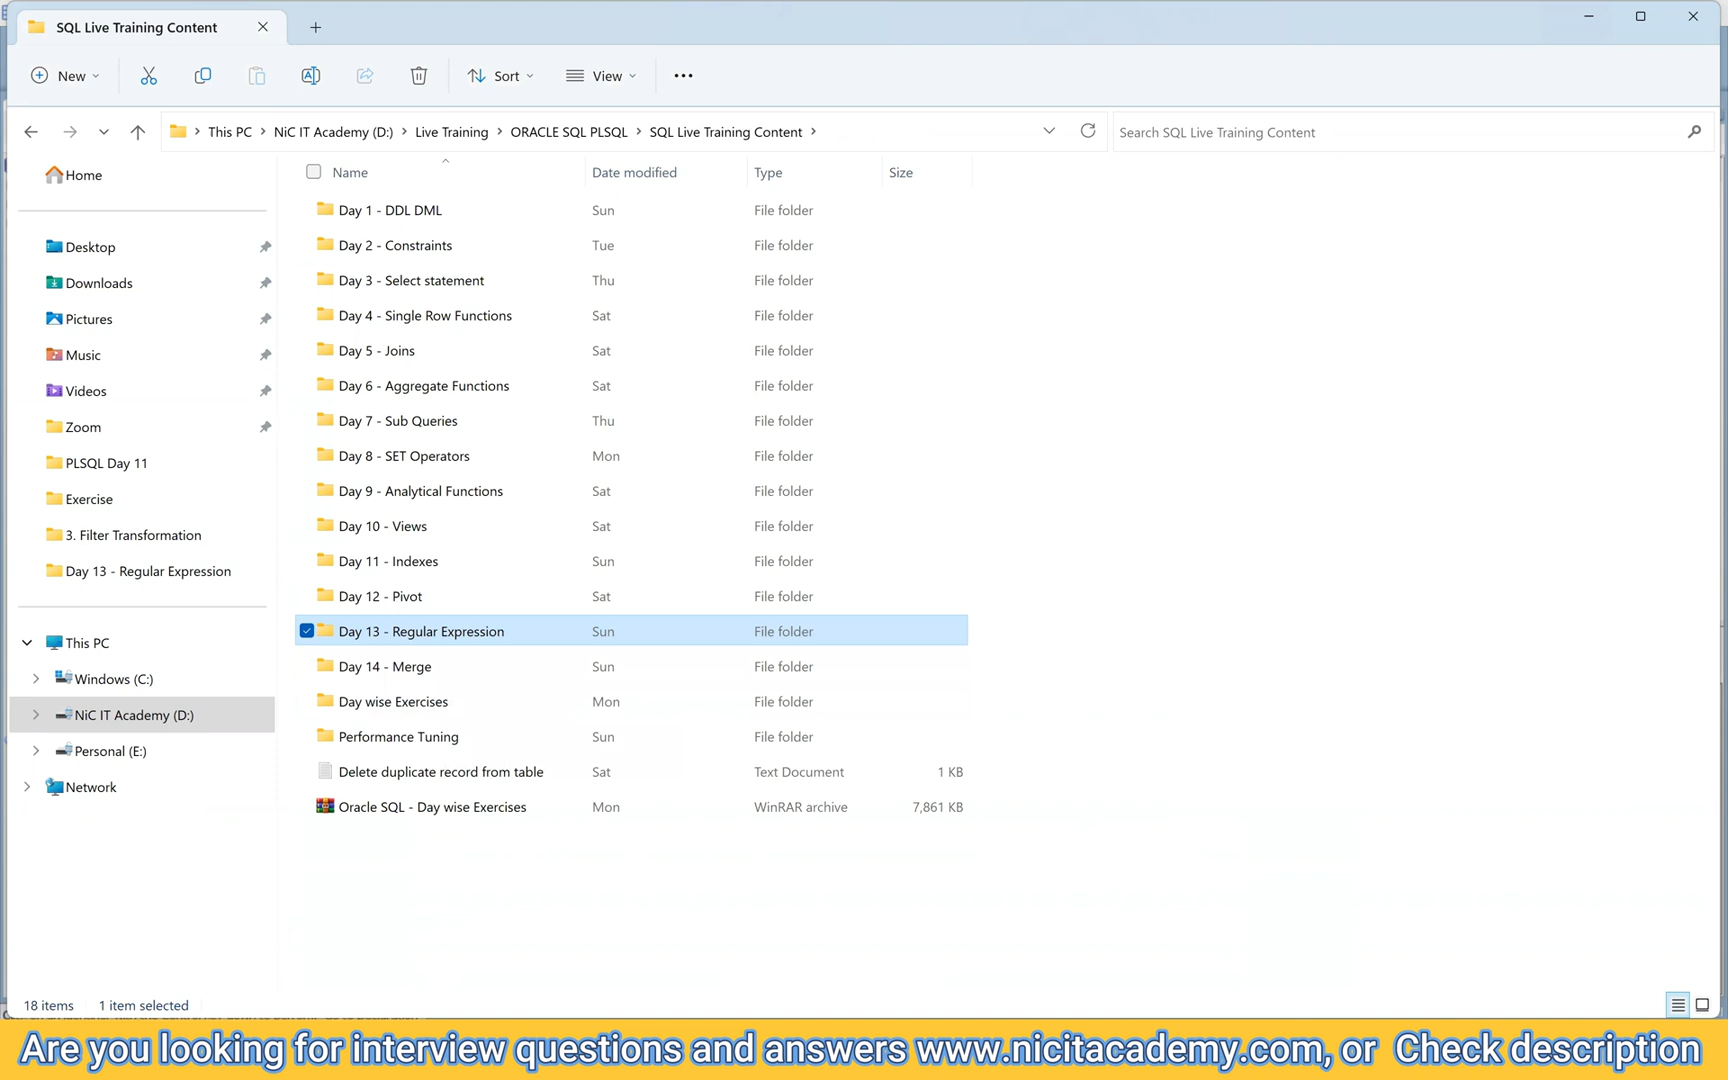 SQL Live Training Content
New
Sort
View
This PC > NiC IT Academy (D:) > Live Training > ORACLE SQL PLSQL > SQL Live Training Content >
Search SQL Live Training Content
Home
Desktop
Downloads
Pictures
Music
Videos
Zoom
PLSQL Day 11
Exercise
3. Filter Transformation
Day 13 - Regular Expression
This PC
Windows (C:)
NiC IT Academy (D:)
Personal (E:)
Network
Name Date modified Type Size
Day 1 - DDL DML Sun File folder
Day 2 - Constraints Tue File folder
Day 3 - Select statement Thu File folder
Day 4 - Single Row Functions Sat File folder
Day 5 - Joins Sat File folder
Day 6 - Aggregate Functions Sat File folder
Day 7 - Sub Queries Thu File folder
Day 8 - SET Operators Mon File folder
Day 9 - Analytical Functions Sat File folder
Day 10 - Views Sat File folder
Day 11 - Indexes Sun File folder
Day 12 - Pivot Sat File folder
Day 13 - Regular Expression Sun File folder
Day 14 - Merge Sun File folder
Day wise Exercises Mon File folder
Performance Tuning Sun File folder
Delete duplicate record from table Sat Text Document 1 KB
Oracle SQL - Day wise Exercises Mon WinRAR archive 7,861 KB
18 items 1 item selected
Are you looking for interview questions and answers www.nicitacademy.com, or Check description